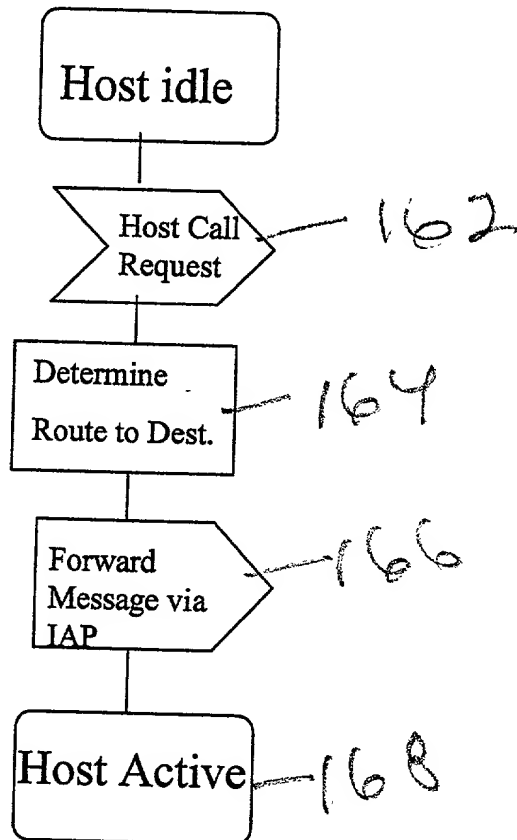 Host idle
Host Call
Request
162
Determine
Route to Dest.
164
Forward
Message via
IAP
166
Host Active
168